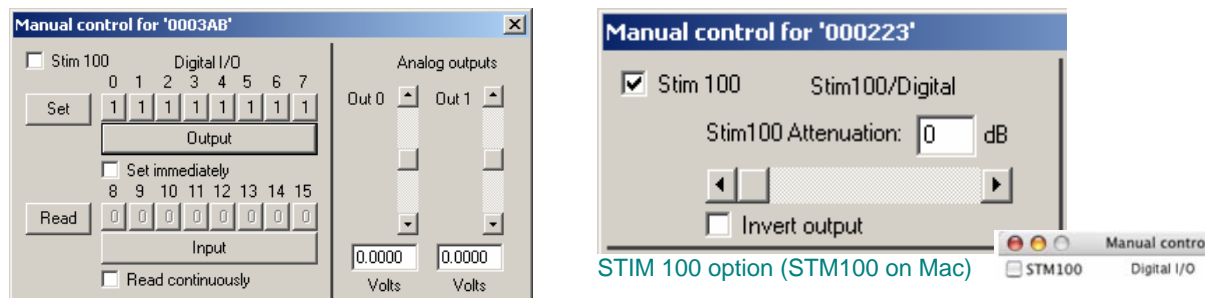 Manual control for '0003AB'
Stim 100 Digital I/O
0 1 2 3 4 5 6 7
Set 1 1 1 1 1 1 1 1
Output
Set immediately
8 9 10 11 12 13 14 15
Read 0 0 0 0 0 0 0 0
Input
Read continuously
Analog outputs
Out 0 Out 1
0.0000 0.0000
Volts Volts
Manual control for '000223'
Stim 100 Stim100/Digital
Stim100 Attenuation: 0 dB
Invert output
STIM 100 option (STM100 on Mac)
Manual contro
STM100 Digital I/O